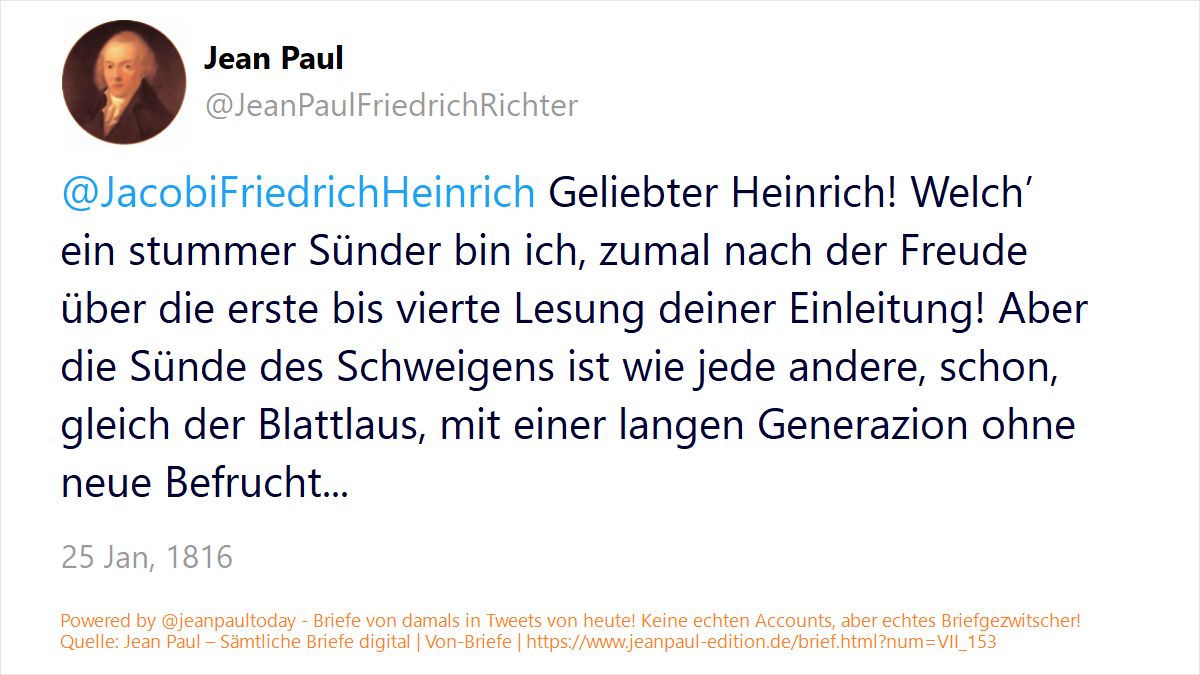 Jean Paul
@JeanPaulFriedrichRichter
@JacobiFriedrichHeinrich Geliebter Heinrich! Welch’
ein stummer Sünder bin ich, zumal nach der Freude
über die erste bis vierte Lesung deiner Einleitung! Aber
die Sünde des Schweigens ist wie jede andere, schon,
gleich der Blattlaus, mit einer langen Generazion ohne
neue Befrucht...
25 Jan, 1816
Powered by @jeanpaultoday - Briefe von damals in Tweets von heute! Keine echten Accounts, aber echtes Briefgezwitscher!
Quelle: Jean Paul – Sämtliche Briefe digital | Von-Briefe | https://www.jeanpaul-edition.de/brief.html?num=VII_153